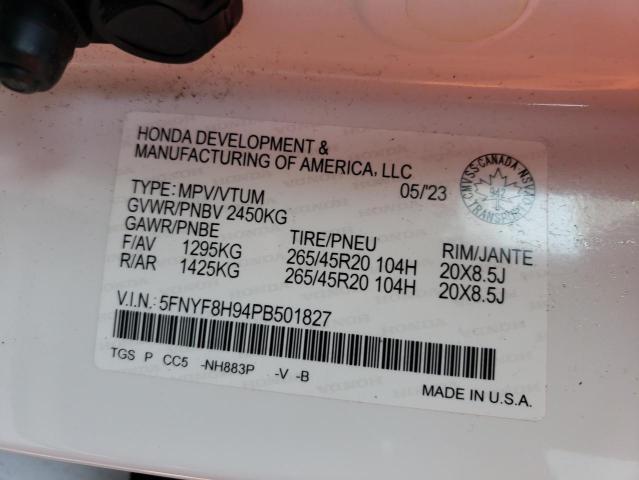 HONDA DEVELOPMENT &
MANUFACTURING OF AMERICA, LLC
TYPE: MPV/VTUM 05/'23
GVWR/PNBV 2450KG
GAWR/PNBE TIRE/PNEU RIM/JANTE
F/AV 1295KG 265/45R20 104H 20X8.5J
R/AR 1425KG 265/45R20 104H 20X8.5J
V.I.N.: 5FNYF8H94PB501827
TGS P CC5 -NH883P -V -B
MADE IN U.S.A.
CANADA
TRANSPORT